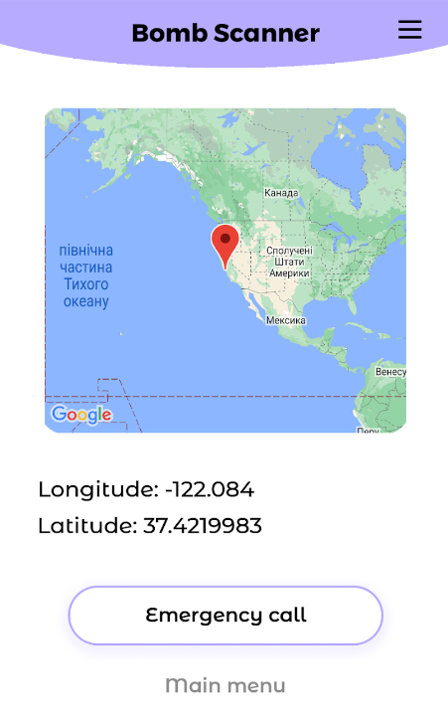 Bomb Scanner
Канада
північна
частина
Тихого
океану
Сполучені
Штати
Америки
Мексика
Венесу
Перу
Google
Longitude: -122.084
Latitude: 37.4219983
Emergency call
Main menu